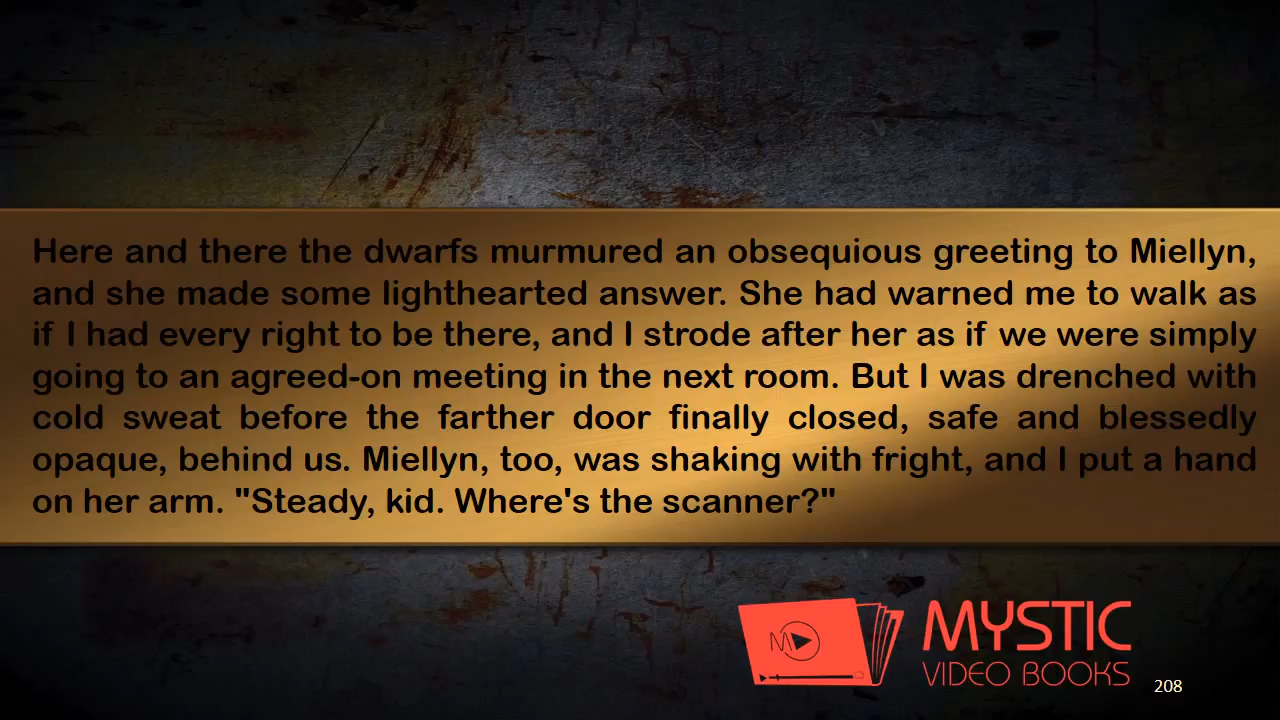 Here and there the dwarfs murmured an obsequious greeting to Miellyn,
and she made some lighthearted answer. She had warned me to walk as
if I had every right to be there, and I strode after her as if we were simply
going to an agreed-on meeting in the next room. But I was drenched with
cold sweat before the farther door finally closed, safe and blessedly
opaque, behind us. Miellyn, too, was shaking with fright, and I put a hand
on her arm. "Steady, kid. Where's the scanner?"
MYSTIC
VIDEO BOOKS
208